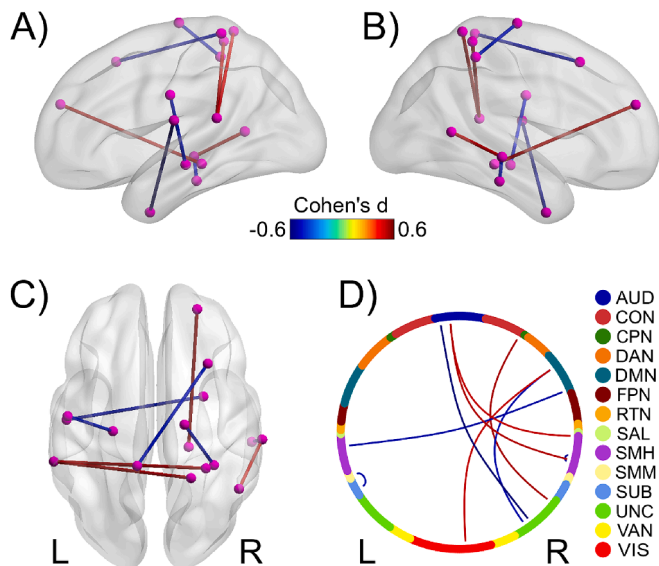 A)
B)
Cohen's d
-0.6
0.6
C)
L
R
D)
L
R
AUD
CON
CPN
DAN
DMN
FPN
RTN
SAL
SMH
SMM
SUB
UNC
VAN
VIS